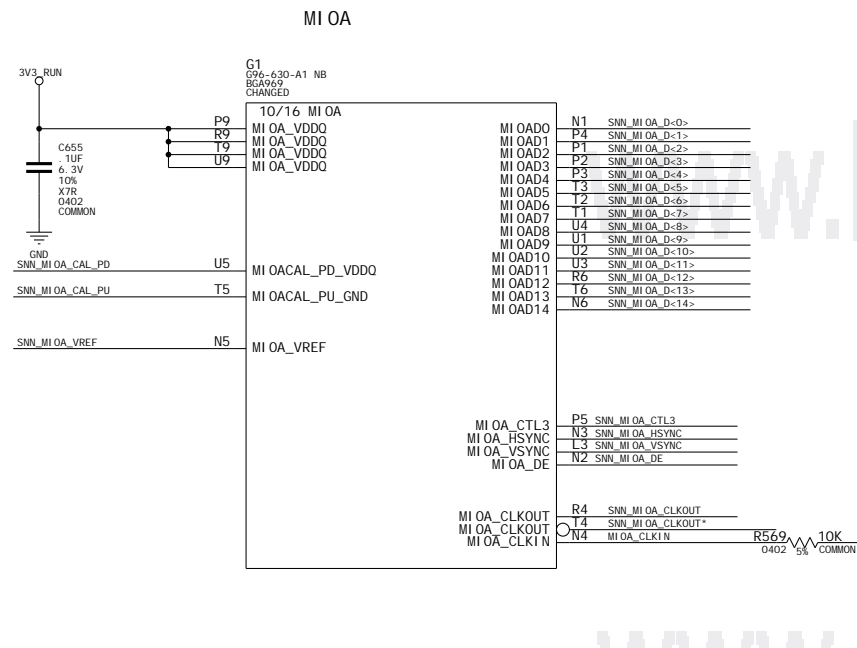 MIOA
3V3_RUN
G1
G96-630-A1 NB
BGA969
CHANGED
10/16 MIOA
P9 MIOA_VDDQ
R9 MIOA_VDDQ
T9 MIOA_VDDQ
U9 MIOA_VDDQ
C655
.1UF
6.3V
10%
X7R
0402
COMMON
GND
SNN_MIOA_CAL_PD U5 MIOACAL_PD_VDDQ
SNN_MIOA_CAL_PU T5 MIOACAL_PU_GND
SNN_MIOA_VREF N5 MIOA_VREF
MIOAD0 N1 SNN_MIOA_D<0>
MIOAD1 P4 SNN_MIOA_D<1>
MIOAD2 P1 SNN_MIOA_D<2>
MIOAD3 P2 SNN_MIOA_D<3>
MIOAD4 P3 SNN_MIOA_D<4>
MIOAD5 T3 SNN_MIOA_D<5>
MIOAD6 T2 SNN_MIOA_D<6>
MIOAD7 T1 SNN_MIOA_D<7>
MIOAD8 U4 SNN_MIOA_D<8>
MIOAD9 U1 SNN_MIOA_D<9>
MIOAD10 U2 SNN_MIOA_D<10>
MIOAD11 U3 SNN_MIOA_D<11>
MIOAD12 R6 SNN_MIOA_D<12>
MIOAD13 T6 SNN_MIOA_D<13>
MIOAD14 N6 SNN_MIOA_D<14>
MIOA_CTL3 P5 SNN_MIOA_CTL3
MIOA_HSYNC N3 SNN_MIOA_HSYNC
MIOA_VSYNC L3 SNN_MIOA_VSYNC
MIOA_DE N2 SNN_MIOA_DE
MIOA_CLKOUT R4 SNN_MIOA_CLKOUT
MIOA_CLKOUT T4 SNN_MIOA_CLKOUT*
MIOA_CLKIN N4 MIOA_CLKIN R569 10K
0402 5% COMMON
www.
www